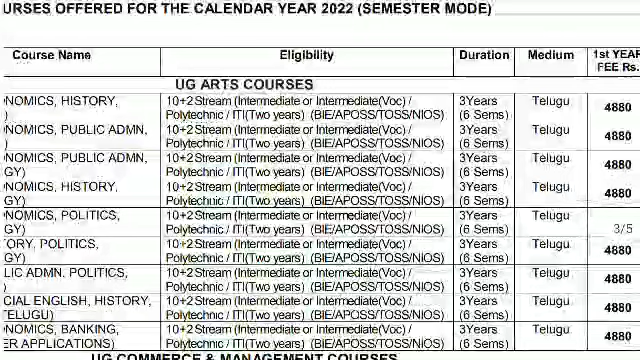 URSES OFFERED FOR THE CALENDAR YEAR 2022 (SEMESTER MODE)
Course Name Eligibility Duration Medium 1st YEAR
FEE Rs.
UG ARTS COURSES
NOMICS, HISTORY, 10+2 Stream (Intermediate or Intermediate(Voc) / 3Years Telugu 4880
) Polytechnic / ITI(Two years) (BIE/APOSS/TOSS/NIOS) (6 Sems)
NOMICS, PUBLIC ADMN, 10+2 Stream (Intermediate or Intermediate(Voc) / 3Years Telugu 4880
) Polytechnic / ITI(Two years) (BIE/APOSS/TOSS/NIOS) (6 Sems)
NOMICS, PUBLIC ADMN, 10+2 Stream (Intermediate or Intermediate(Voc) / 3Years Telugu 4880
GY) Polytechnic / ITI(Two years) (BIE/APOSS/TOSS/NIOS) (6 Sems)
NOMICS, HISTORY, 10+2 Stream (Intermediate or Intermediate(Voc) / 3Years Telugu 4880
GY) Polytechnic / ITI(Two years) (BIE/APOSS/TOSS/NIOS) (6 Sems)
NOMICS, POLITICS, 10+2 Stream (Intermediate or Intermediate(Voc) / 3Years Telugu
GY) Polytechnic / ITI(Two years) (BIE/APOSS/TOSS/NIOS) (6 Sems) 3/5
ORY, POLITICS, 10+2 Stream (Intermediate or Intermediate(Voc) / 3Years Telugu 4880
GY) Polytechnic / ITI(Two years) (BIE/APOSS/TOSS/NIOS) (6 Sems)
LIC ADMN, POLITICS, 10+2 Stream (Intermediate or Intermediate(Voc) / 3Years Telugu 4880
) Polytechnic / ITI(Two years) (BIE/APOSS/TOSS/NIOS) (6 Sems)
CIAL ENGLISH, HISTORY, 10+2 Stream (Intermediate or Intermediate(Voc) / 3Years Telugu 4880
TELUGU) Polytechnic / ITI(Two years) (BIE/APOSS/TOSS/NIOS) (6 Sems)
NOMICS, BANKING, 10+2 Stream (Intermediate or Intermediate(Voc) / 3Years Telugu 4880
ER APPLICATIONS) Polytechnic / ITI(Two years) (BIE/APOSS/TOSS/NIOS) (6 Sems)
UG COMMERCE & MANAGEMENT COURSES